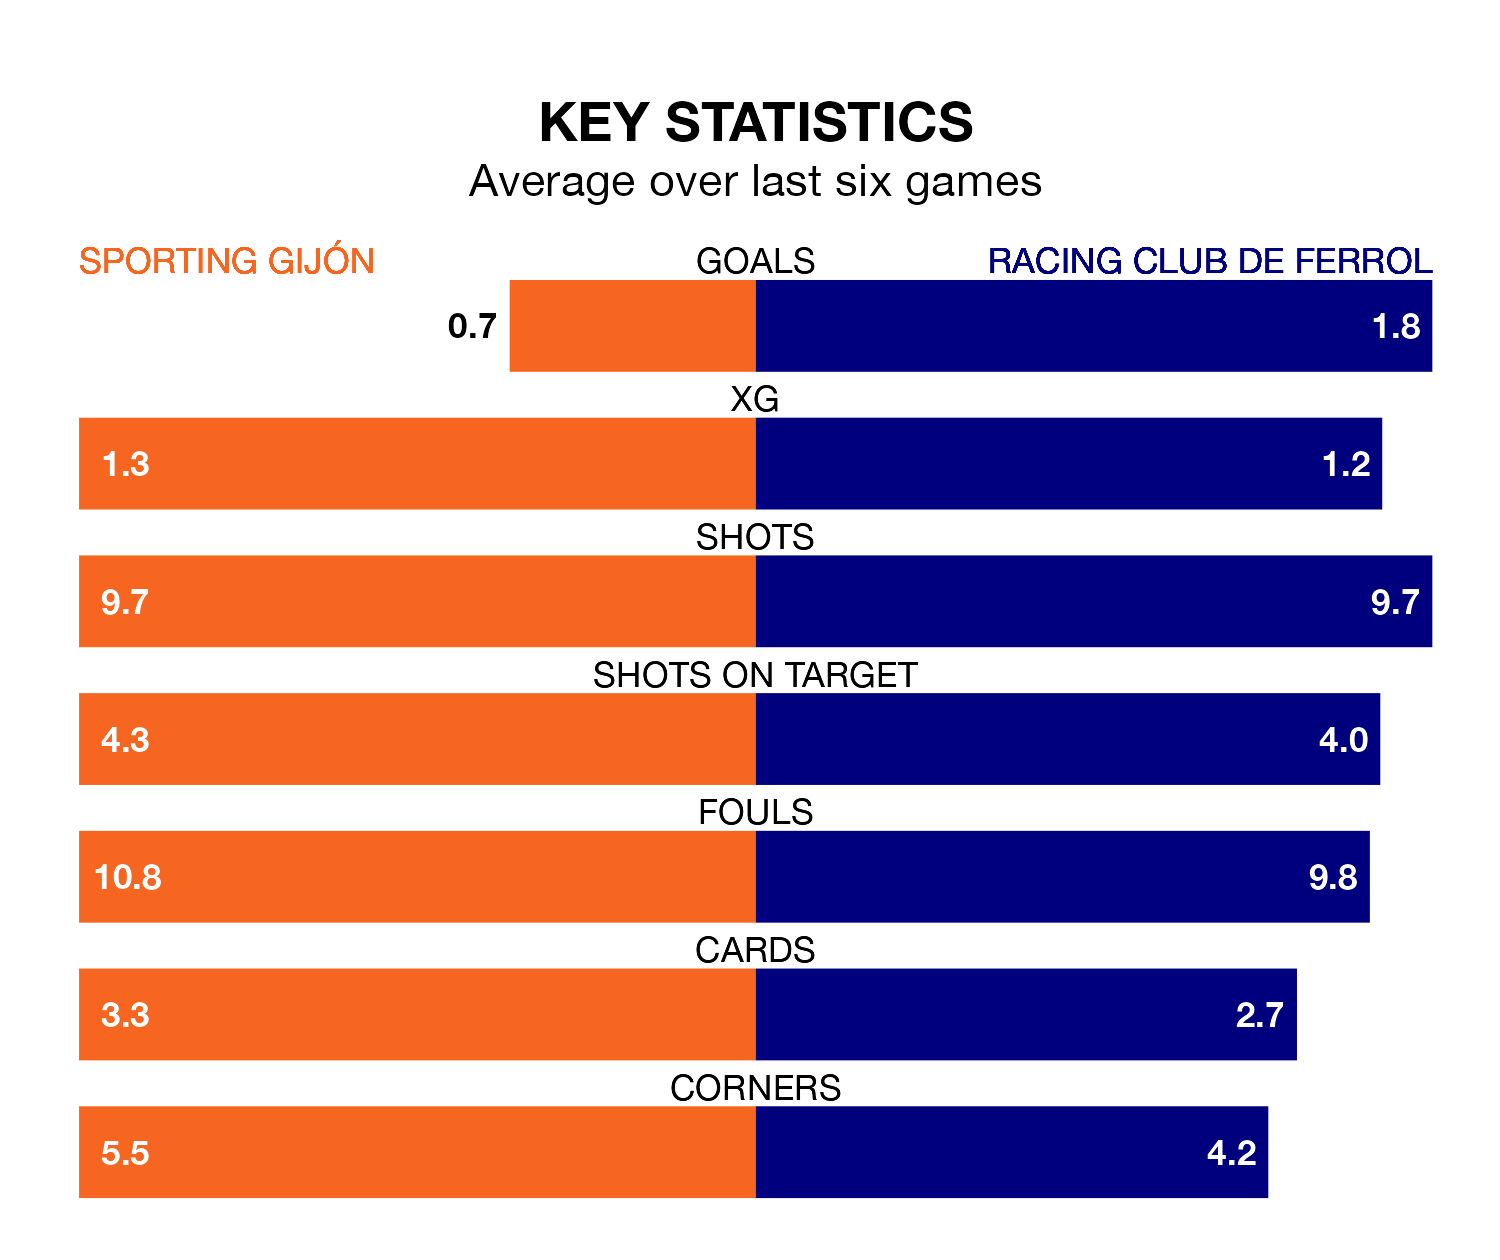 KEY STATISTICS
Average over last six games
SPORTING GIJÓN GOALS RACING CLUB DE FERROL
0.7 1.8
XG
1.3 1.2
SHOTS
9.7 9.7
SHOTS ON TARGET
4.3 4.0
FOULS
10.8 9.8
CARDS
3.3 2.7
CORNERS
5.5 4.2